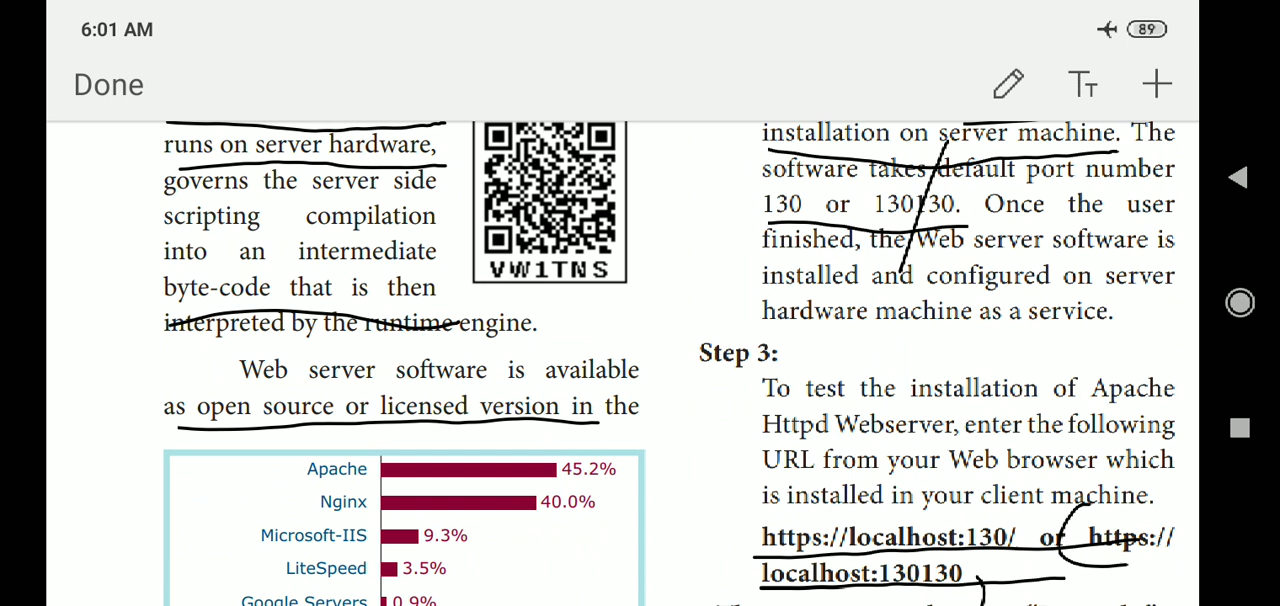 6:01 AM
89
Done
TT
runs on server hardware,
governs the server side
scripting compilation
into an intermediate
byte-code that is then
interpreted by the runtime engine.
VW1TNS
Web server software is available
as open source or licensed version in the
Apache 45.2%
Nginx 40.0%
Microsoft-IIS 9.3%
LiteSpeed 3.5%
Google Servers 0.9%
installation on server machine. The
software takes default port number
130 or 130130. Once the user
finished, the Web server software is
installed and configured on server
hardware machine as a service.
Step 3:
To test the installation of Apache
Httpd Webserver, enter the following
URL from your Web browser which
is installed in your client machine.
https://localhost:130/ or https://
localhost:130130